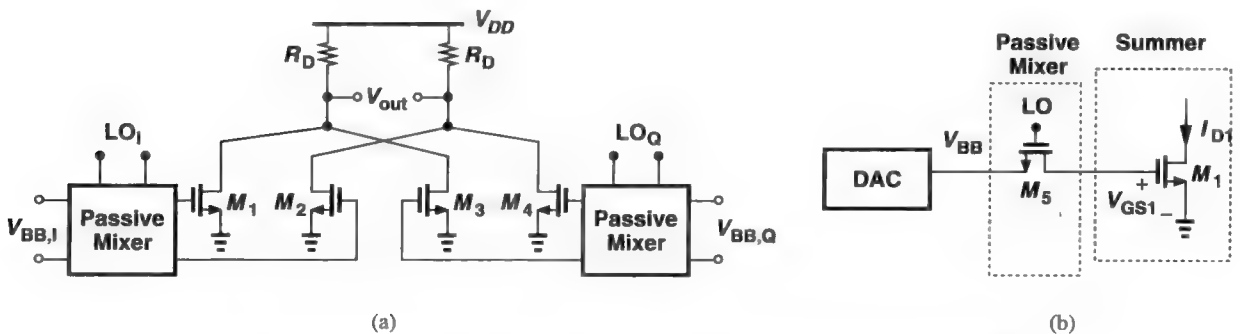 V_DD
R_D
R_D
V_out
LO_I
LO_Q
M_1
M_2
M_3
M_4
Passive
Mixer
V_BB,I
Passive
Mixer
V_BB,Q
(a)
Passive
Mixer
Summer
LO
V_BB
I_D1
DAC
M_5
M_1
+
V_GS1
−
(b)